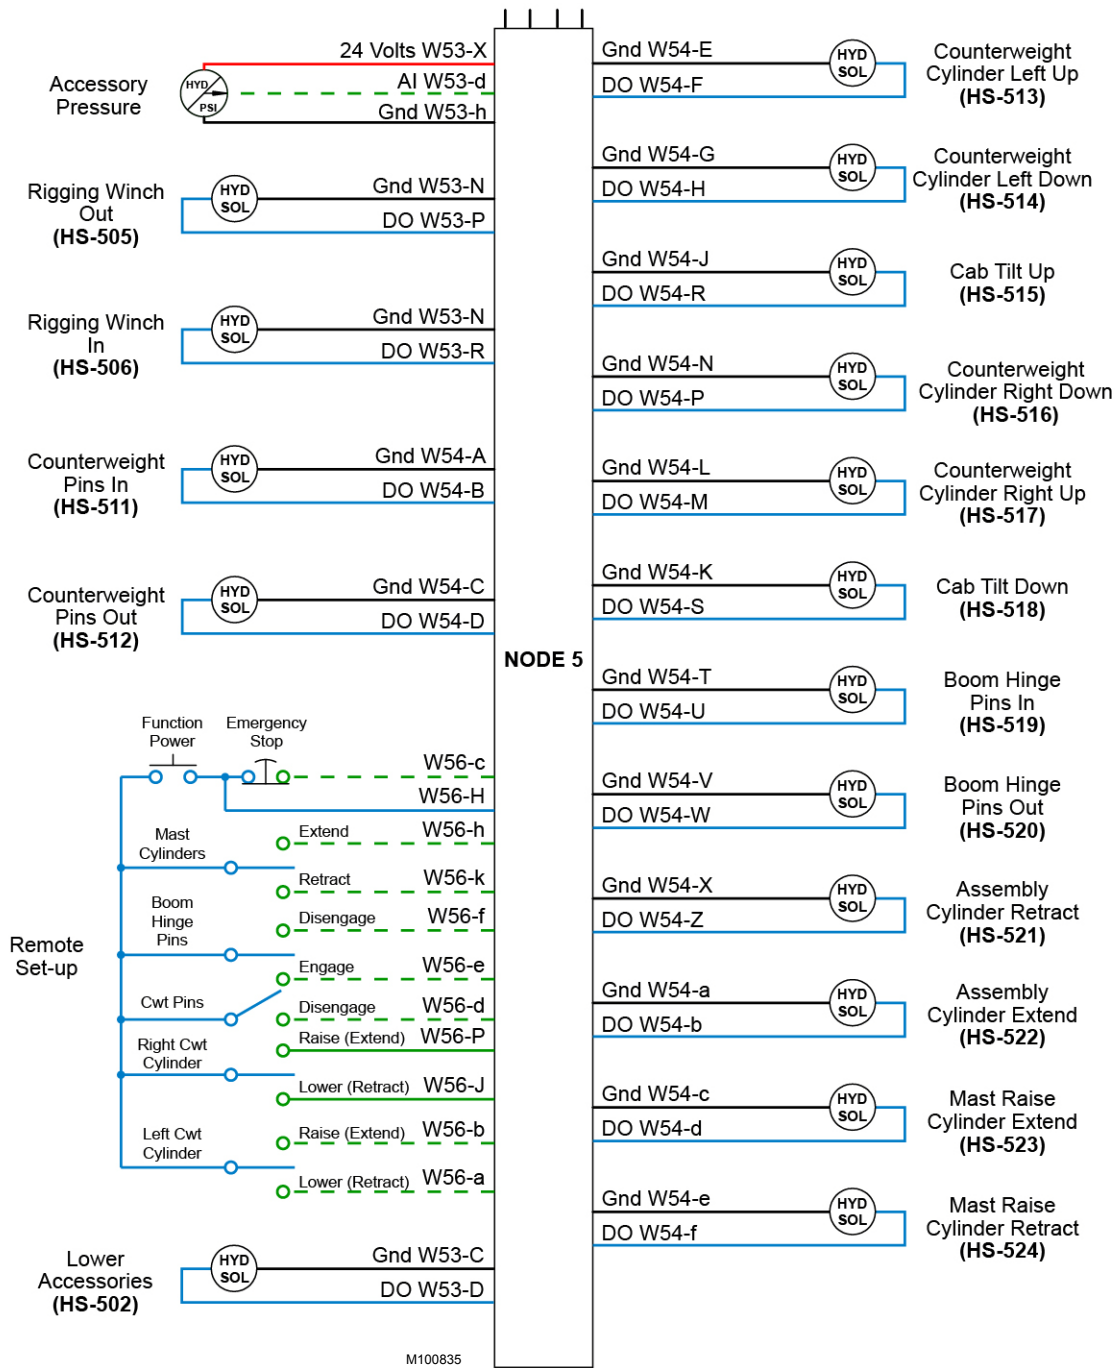 24 Volts W53-X
AI W53-d
Gnd W53-h
Accessory
Pressure
HYD
PSI
Rigging Winch
Out
(HS-505)
HYD
SOL
Gnd W53-N
DO W53-P
Rigging Winch
In
(HS-506)
HYD
SOL
Gnd W53-N
DO W53-R
Counterweight
Pins In
(HS-511)
HYD
SOL
Gnd W54-A
DO W54-B
Counterweight
Pins Out
(HS-512)
HYD
SOL
Gnd W54-C
DO W54-D
Remote
Set-up
Function
Power
Emergency
Stop
W56-c
W56-H
Mast
Cylinders
Extend
W56-h
Retract
W56-k
Boom
Hinge
Pins
Disengage
W56-f
Engage
W56-e
Cwt Pins
Disengage
W56-d
Right Cwt
Cylinder
Raise (Extend)
W56-P
Lower (Retract)
W56-J
Left Cwt
Cylinder
Raise (Extend)
W56-b
Lower (Retract)
W56-a
Lower
Accessories
(HS-502)
HYD
SOL
Gnd W53-C
DO W53-D
M100835
NODE 5
Gnd W54-E
DO W54-F
HYD
SOL
Counterweight
Cylinder Left Up
(HS-513)
Gnd W54-G
DO W54-H
HYD
SOL
Counterweight
Cylinder Left Down
(HS-514)
Gnd W54-J
DO W54-R
HYD
SOL
Cab Tilt Up
(HS-515)
Gnd W54-N
DO W54-P
HYD
SOL
Counterweight
Cylinder Right Down
(HS-516)
Gnd W54-L
DO W54-M
HYD
SOL
Counterweight
Cylinder Right Up
(HS-517)
Gnd W54-K
DO W54-S
HYD
SOL
Cab Tilt Down
(HS-518)
Gnd W54-T
DO W54-U
HYD
SOL
Boom Hinge
Pins In
(HS-519)
Gnd W54-V
DO W54-W
HYD
SOL
Boom Hinge
Pins Out
(HS-520)
Gnd W54-X
DO W54-Z
HYD
SOL
Assembly
Cylinder Retract
(HS-521)
Gnd W54-a
DO W54-b
HYD
SOL
Assembly
Cylinder Extend
(HS-522)
Gnd W54-c
DO W54-d
HYD
SOL
Mast Raise
Cylinder Extend
(HS-523)
Gnd W54-e
DO W54-f
HYD
SOL
Mast Raise
Cylinder Retract
(HS-524)